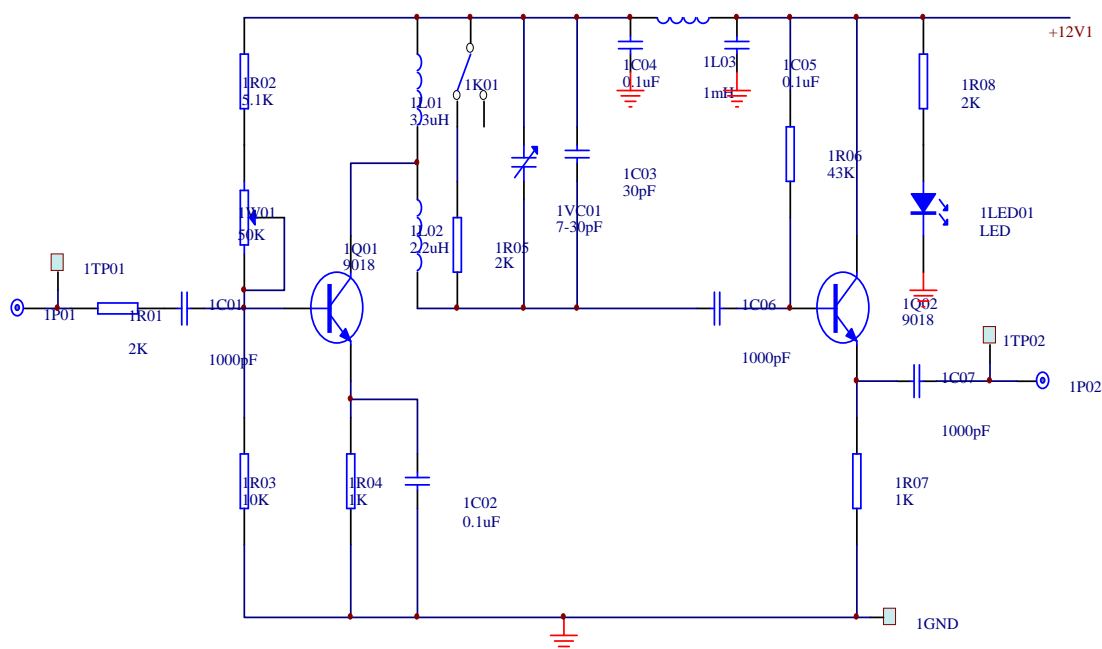 +12V1
1C04
0.1uF
1L03
1mH
1C05
0.1uF
1R02
5.1K
1L01
3.3uH
1K01
1R08
2K
1R06
43K
1C03
30pF
1W01
50K
1VC01
7-30pF
1LED01
LED
1L02
2.2uH
1R05
2K
1Q01
9018
1TP01
1P01
1R01
2K
1C01
1000pF
1C06
1000pF
1Q02
9018
1TP02
1C07
1000pF
1P02
1R03
10K
1R04
1K
1C02
0.1uF
1R07
1K
1GND